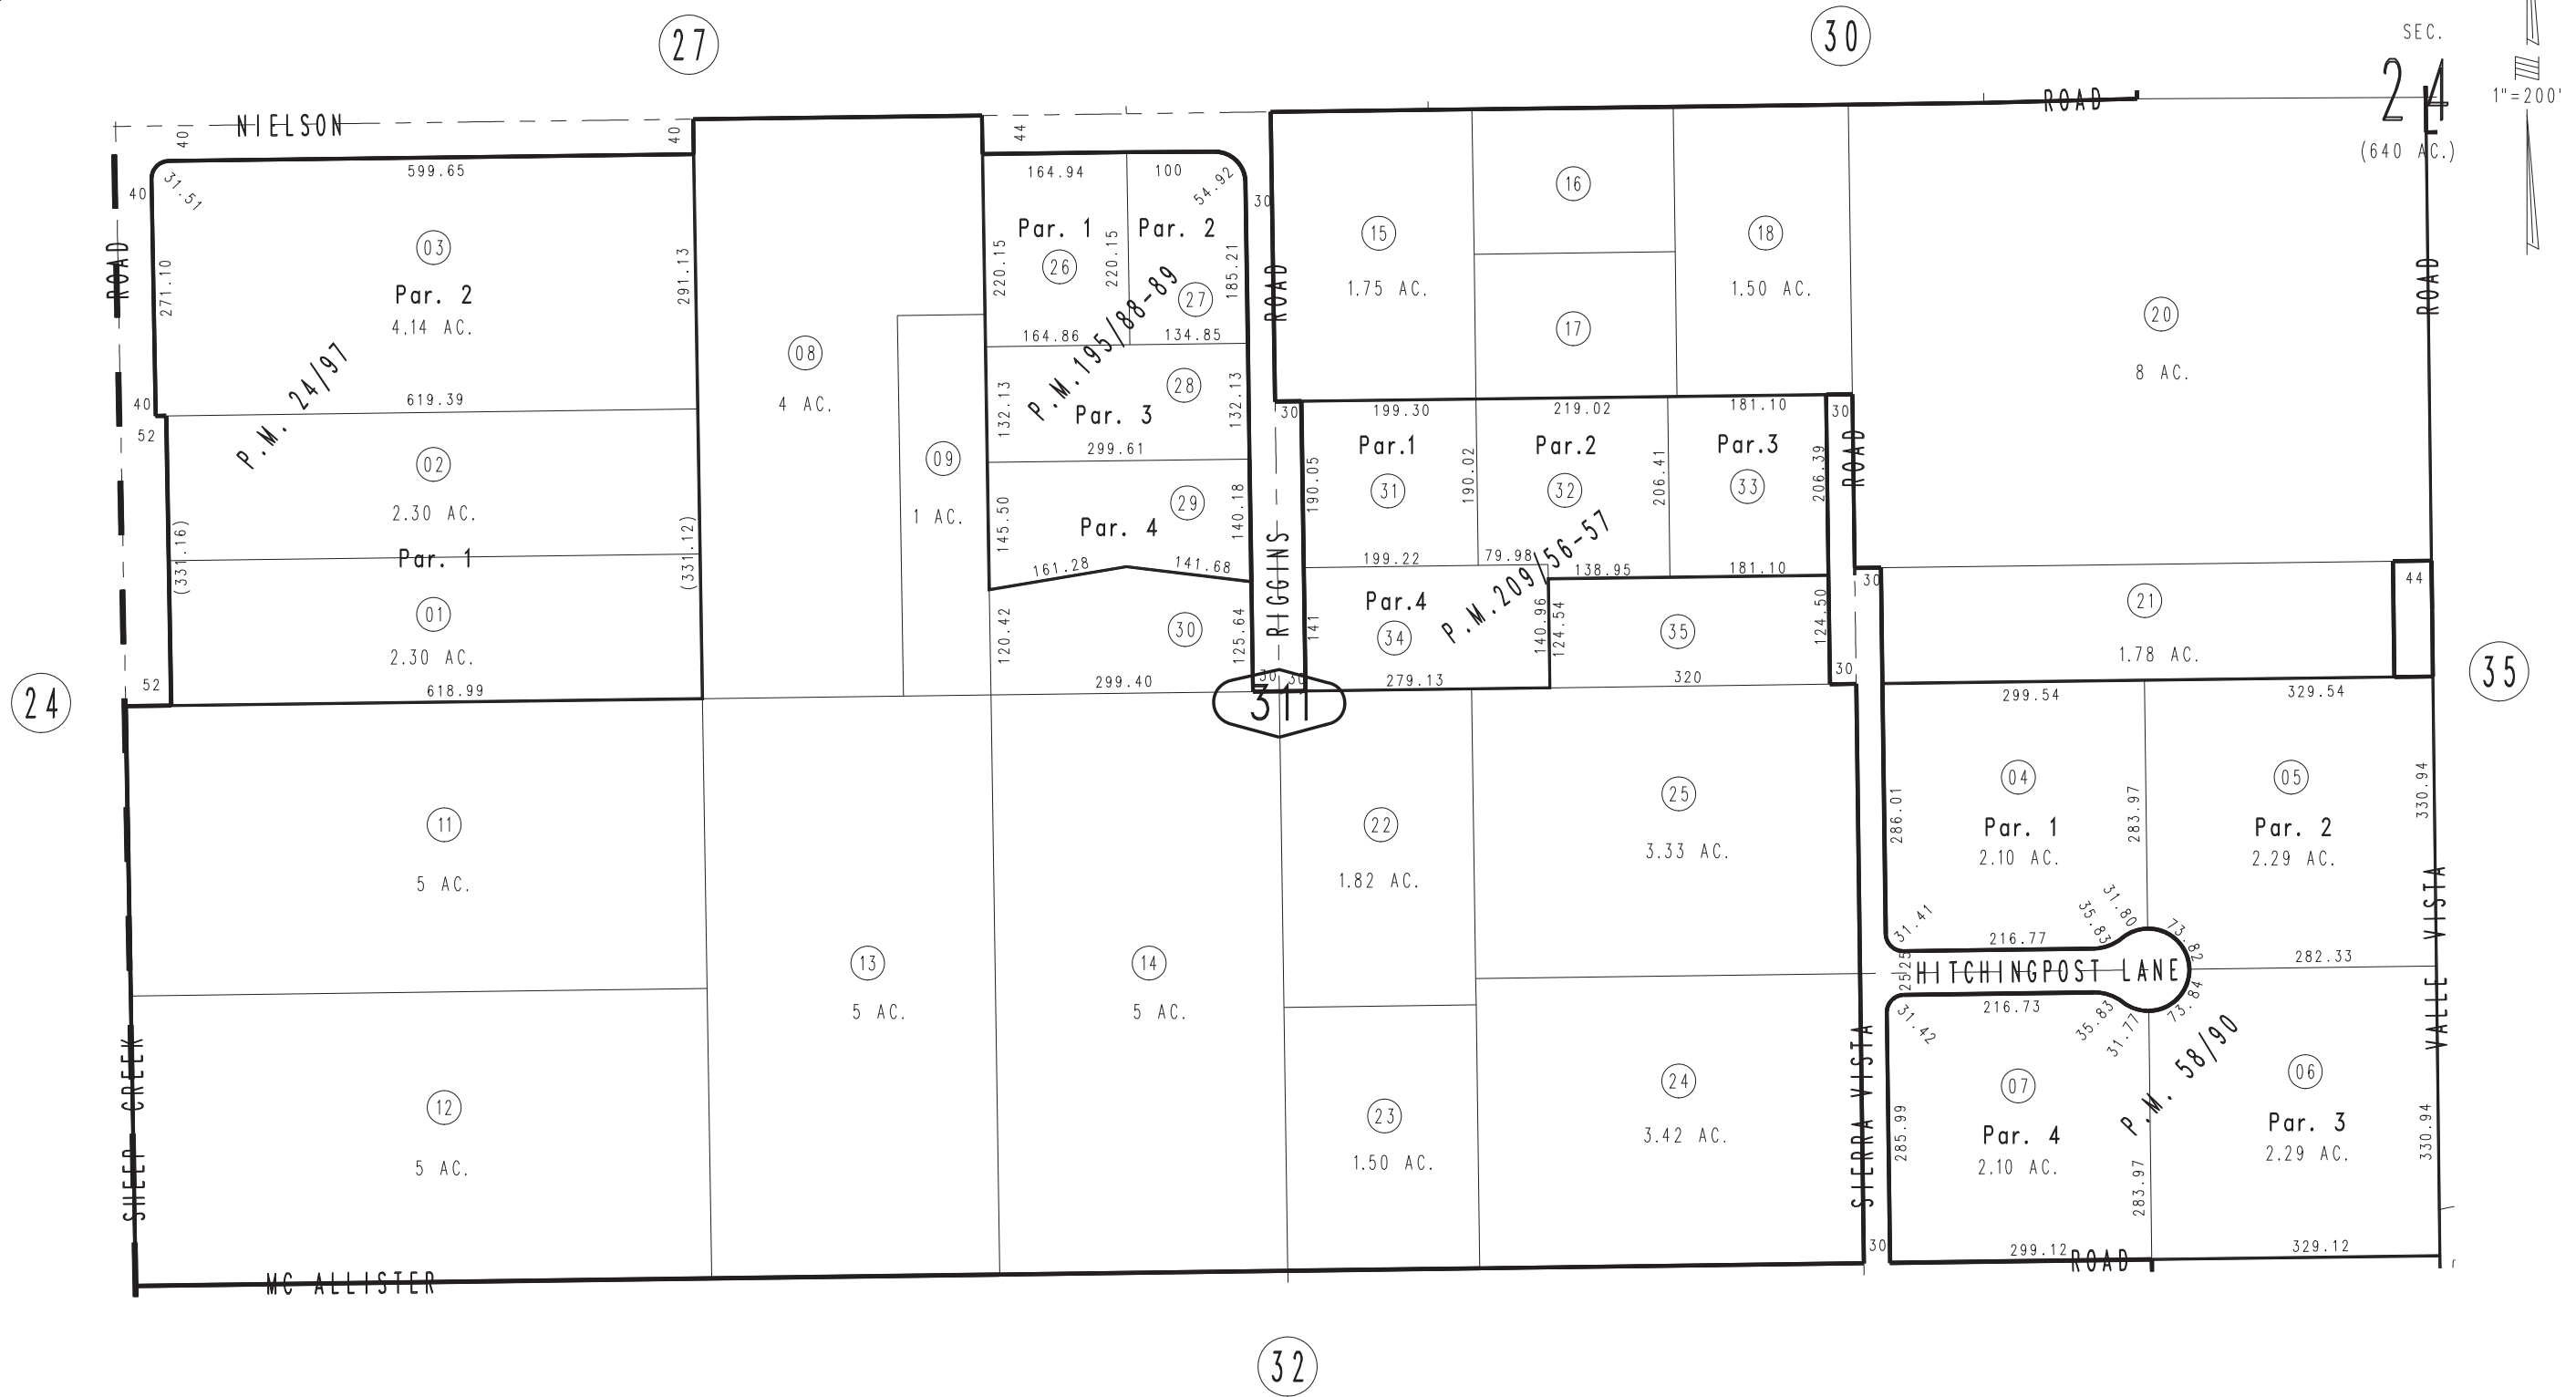 27
30
SEC.
24
(640 AC.)
1"=200'
NIELSON
ROAD
40
40
44
599.65
31.51
40
164.94
100
54.92
30
ROAD
271.10
03
Par. 2
4.14 AC.
291.13
P.M. 24/97
40
619.39
52
02
2.30 AC.
Par. 1
(331.16)
(331.12)
01
2.30 AC.
52
618.99
08
4 AC.
09
1 AC.
Par. 1
26
220.15
220.15
Par. 2
27
185.21
164.86
134.85
P.M. 195/88-89
28
Par. 3
132.13
132.13
299.61
29
Par. 4
145.50
140.18
161.28
141.68
30
120.42
125.64
299.40
ROAD
RIGGINS
30
30
30
311
15
1.75 AC.
16
17
18
1.50 AC.
20
8 AC.
ROAD
199.30
219.02
181.10
30
ROAD
Par.1
31
190.05
190.02
Par.2
32
206.41
Par.3
33
206.39
199.22
79.98
138.95
181.10
P.M. 209/56-57
Par.4
34
141
140.96
124.54
35
124.50
30
279.13
320
30
21
1.78 AC.
44
24
35
299.54
329.54
11
5 AC.
12
5 AC.
13
5 AC.
14
5 AC.
22
1.82 AC.
23
1.50 AC.
25
3.33 AC.
24
3.42 AC.
04
Par. 1
2.10 AC.
286.01
283.97
05
Par. 2
2.29 AC.
330.94
31.41
216.77
35.83
31.80
73.82
25
25
HITCHINGPOST LANE
282.33
31.42
216.73
35.83
31.77
73.84
P.M. 58/90
07
Par. 4
2.10 AC.
285.99
283.97
06
Par. 3
2.29 AC.
330.94
SHEEP CREEK
SIERRA VISTA
VALLE VISTA
30
299.12
ROAD
329.12
MC ALLISTER
32